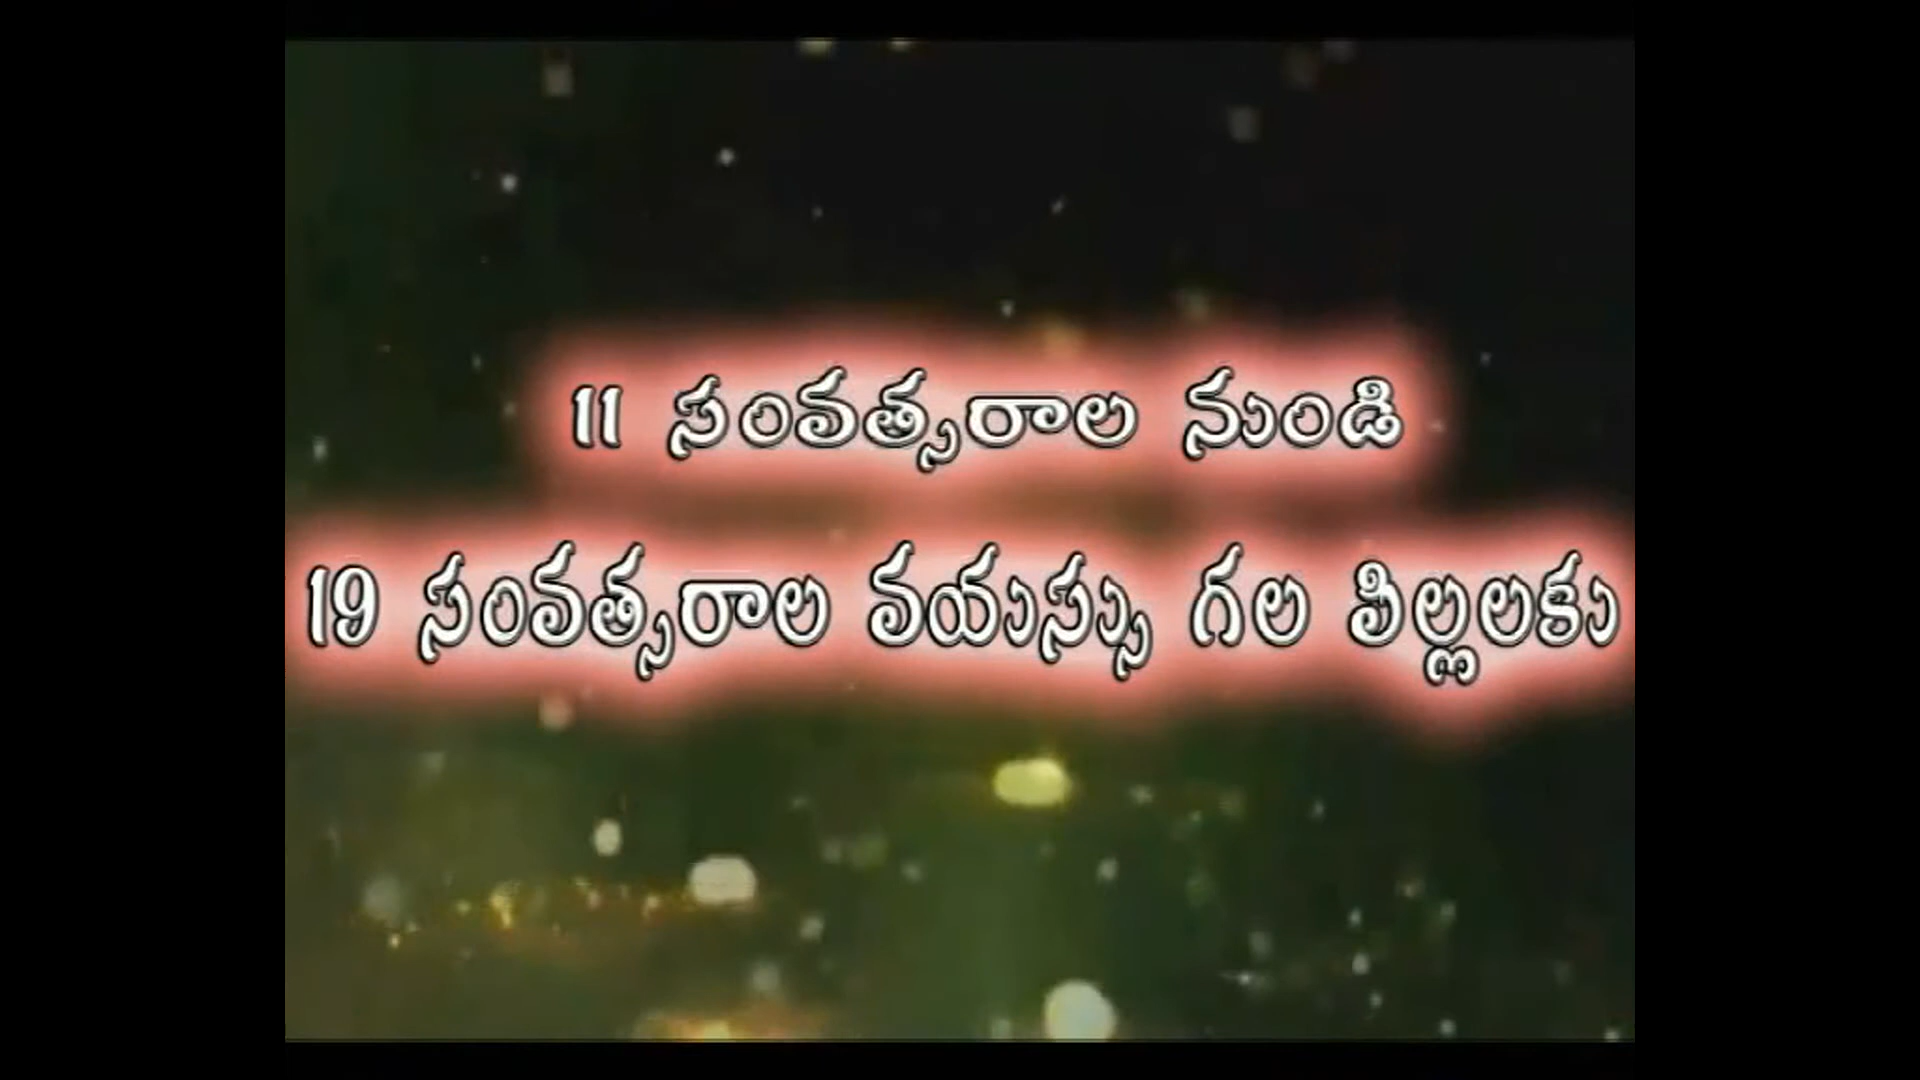 11 సంవత్సరాల నుండి
19 సంవత్సరాల వయస్సు గల పిల్లలకు